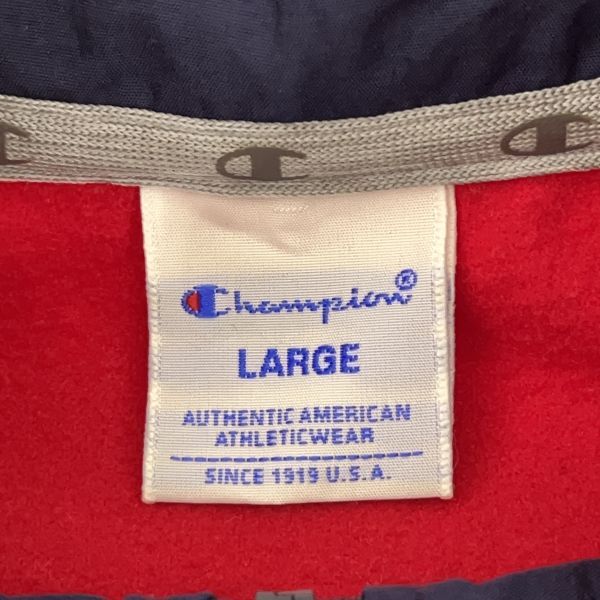 Champion®
LARGE
AUTHENTIC AMERICAN
ATHLETICWEAR
SINCE 1919 U.S.A.